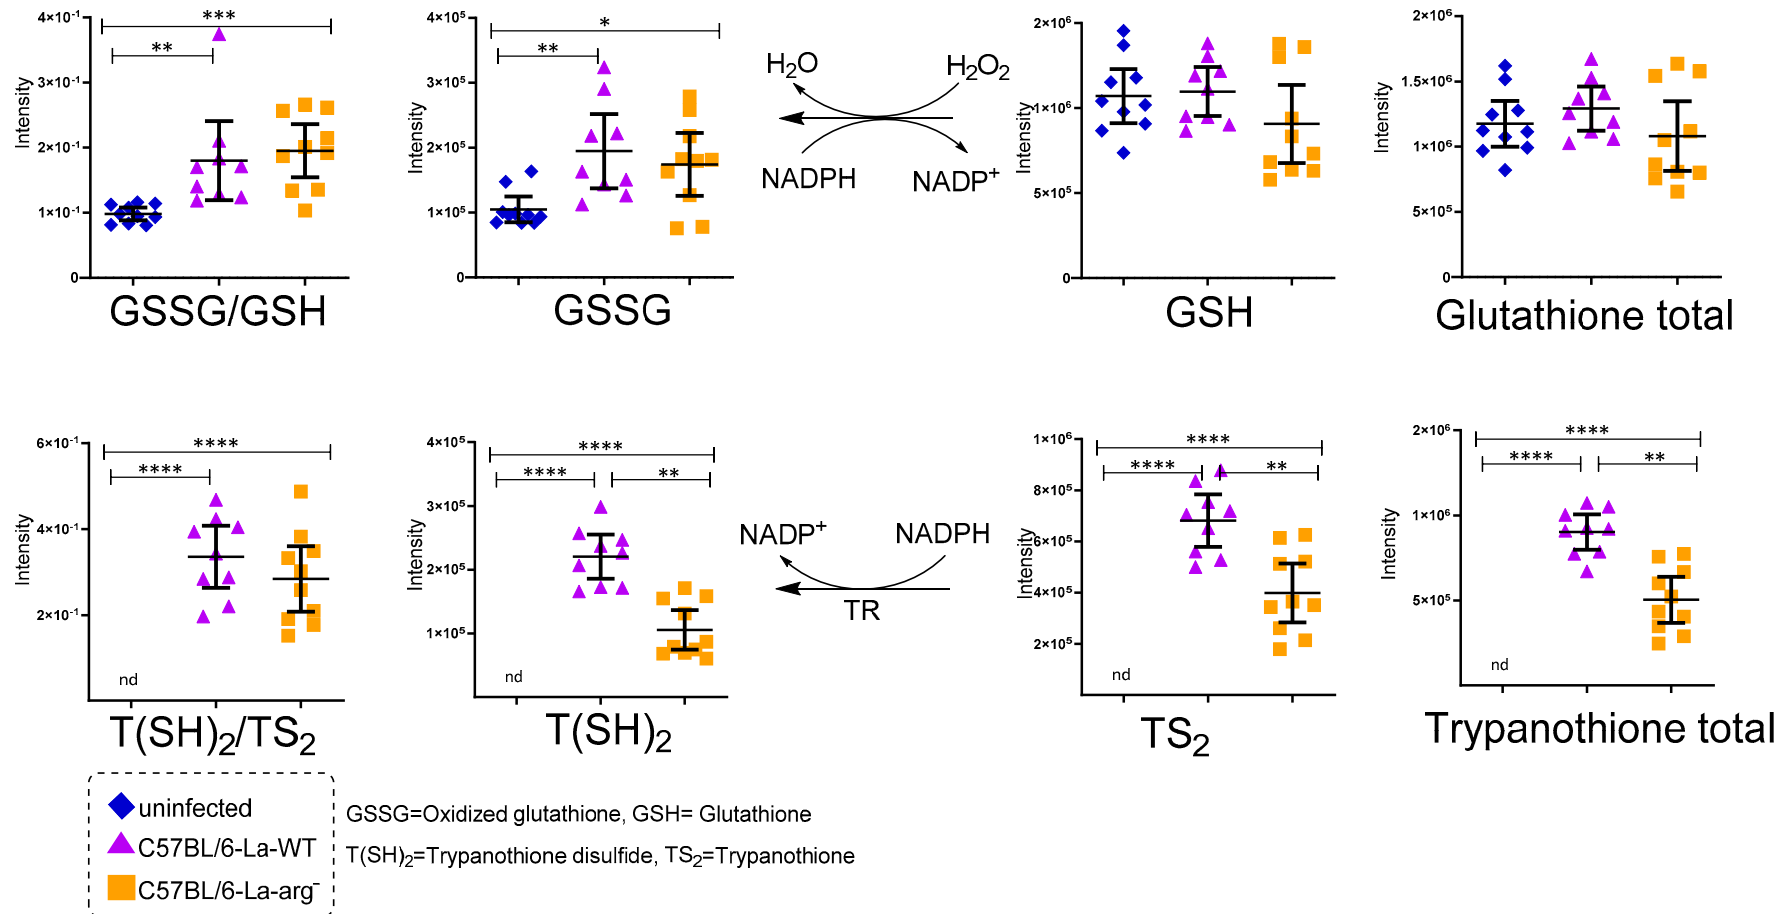 4×10⁻¹
3×10⁻¹
2×10⁻¹
1×10⁻¹
0
Intensity
***
**
GSSG/GSH
4×10⁵
3×10⁵
2×10⁵
1×10⁵
0
Intensity
*
**
GSSG
H₂O
H₂O₂
NADPH
NADP⁺
2×10⁶
1×10⁶
5×10⁵
0
Intensity
GSH
2×10⁶
1.5×10⁶
1×10⁶
5×10⁵
0
Intensity
Glutathione total
6×10⁻¹
4×10⁻¹
2×10⁻¹
Intensity
****
****
nd
T(SH)₂/TS₂
4×10⁵
3×10⁵
2×10⁵
1×10⁵
Intensity
****
****
**
nd
T(SH)₂
NADP⁺
NADPH
TR
1×10⁶
8×10⁵
6×10⁵
4×10⁵
2×10⁵
Intensity
****
****
**
nd
TS₂
2×10⁶
1×10⁶
5×10⁵
Intensity
****
****
**
nd
Trypanothione total
uninfected
C57BL/6-La-WT
C57BL/6-La-arg⁻
GSSG=Oxidized glutathione, GSH= Glutathione
T(SH)₂=Trypanothione disulfide, TS₂=Trypanothione